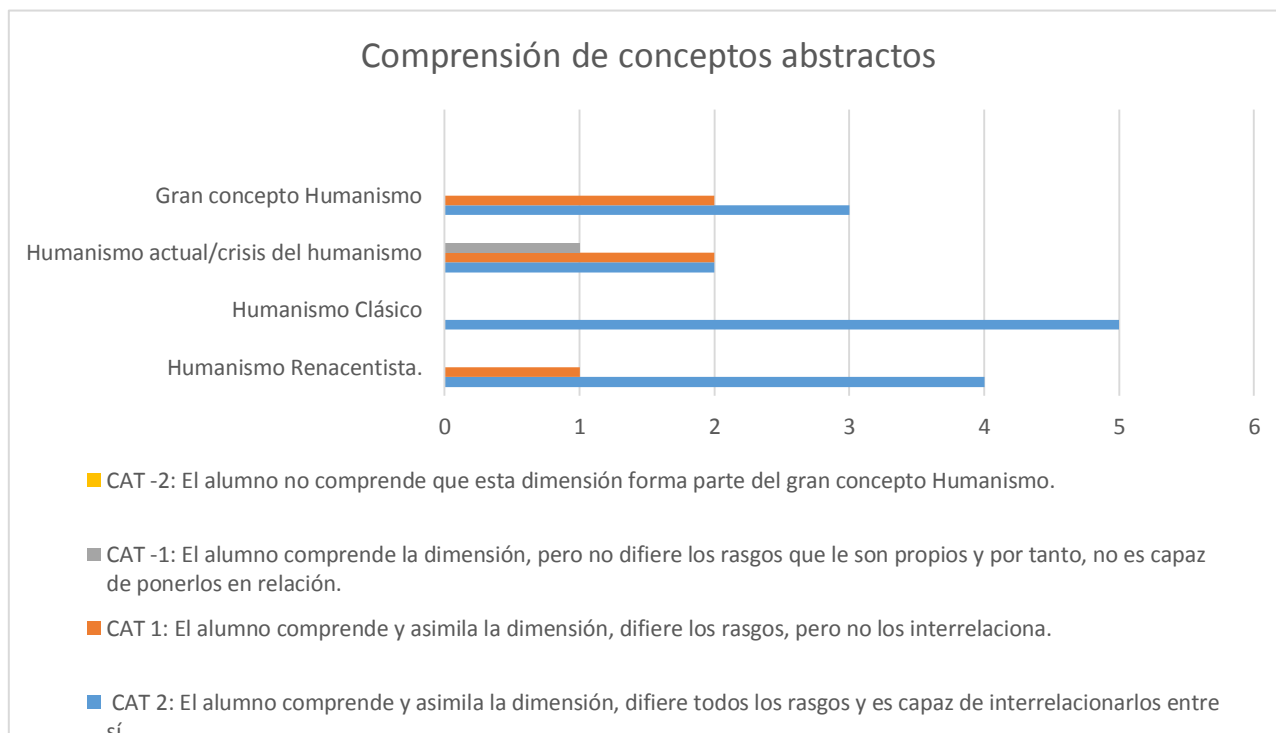 Comprensión de conceptos abstractos
Gran concepto Humanismo
Humanismo actual/crisis del humanismo
Humanismo Clásico
Humanismo Renacentista.
0 1 2 3 4 5 6
CAT -2: El alumno no comprende que esta dimensión forma parte del gran concepto Humanismo.
CAT -1: El alumno comprende la dimensión, pero no difiere los rasgos que le son propios y por tanto, no es capaz
de ponerlos en relación.
CAT 1: El alumno comprende y asimila la dimensión, difiere los rasgos, pero no los interrelaciona.
CAT 2: El alumno comprende y asimila la dimensión, difiere todos los rasgos y es capaz de interrelacionarlos entre
sí